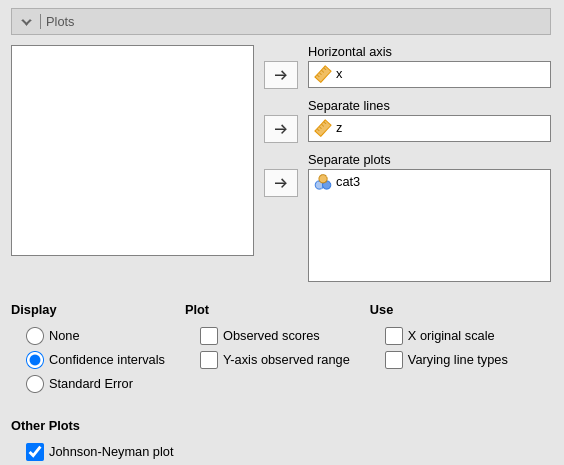 Plots
Horizontal axis
x
Separate lines
z
Separate plots
cat3
Display
None
Confidence intervals
Standard Error
Plot
Observed scores
Y-axis observed range
Use
X original scale
Varying line types
Other Plots
Johnson-Neyman plot